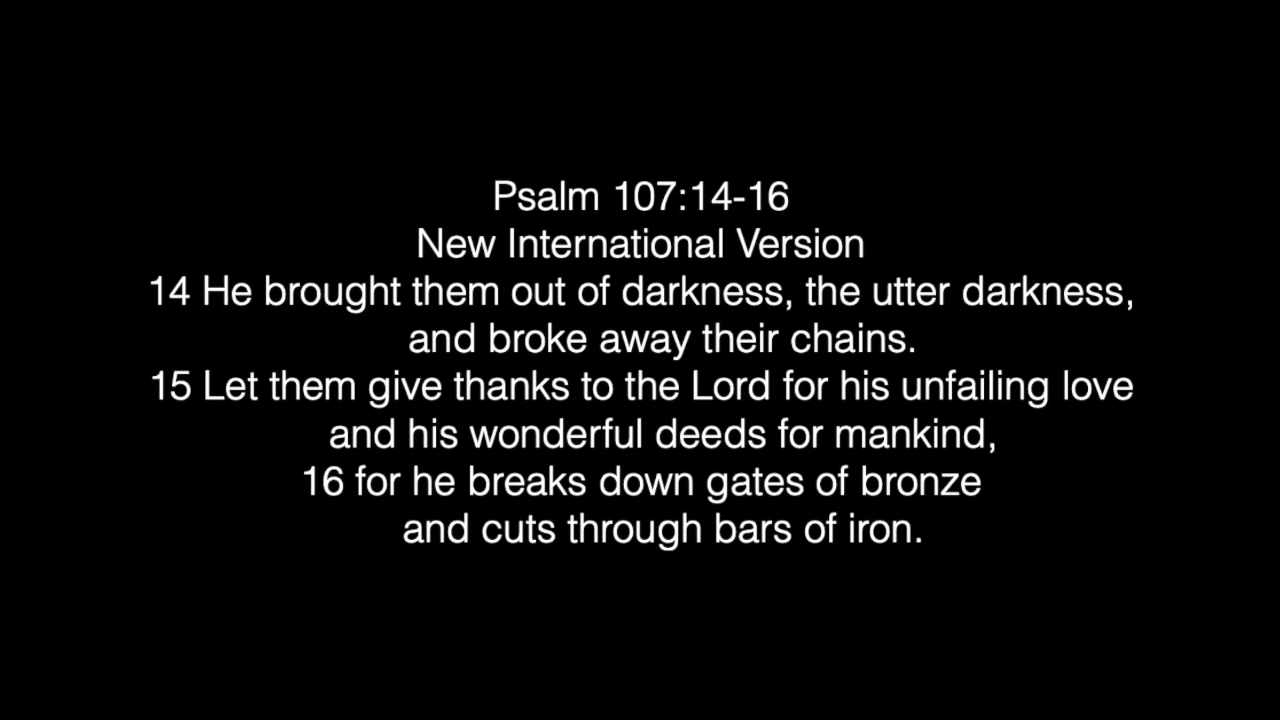 Psalm 107:14-16
New International Version
14 He brought them out of darkness, the utter darkness,
and broke away their chains.
15 Let them give thanks to the Lord for his unfailing love
and his wonderful deeds for mankind,
16 for he breaks down gates of bronze
and cuts through bars of iron.